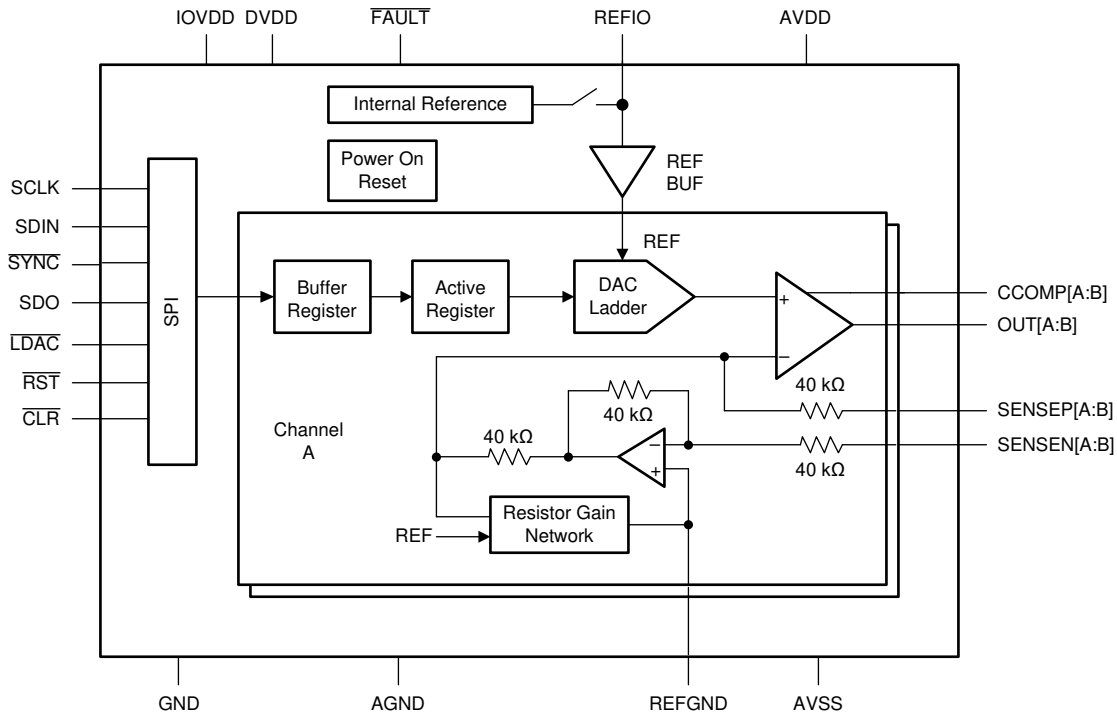 IOVDD DVDD FAULT REFIO AVDD
Internal Reference
Power On
Reset
REF
BUF
SCLK
SDIN
SYNC
SDO
LDAC
RST
CLR
SPI
REF
Buffer
Register
Active
Register
DAC
Ladder
+
−
CCOMP[A:B]
OUT[A:B]
40 kΩ
SENSEP[A:B]
40 kΩ
SENSEN[A:B]
40 kΩ
40 kΩ
−
+
Channel
A
Resistor Gain
Network
REF
GND AGND REFGND AVSS